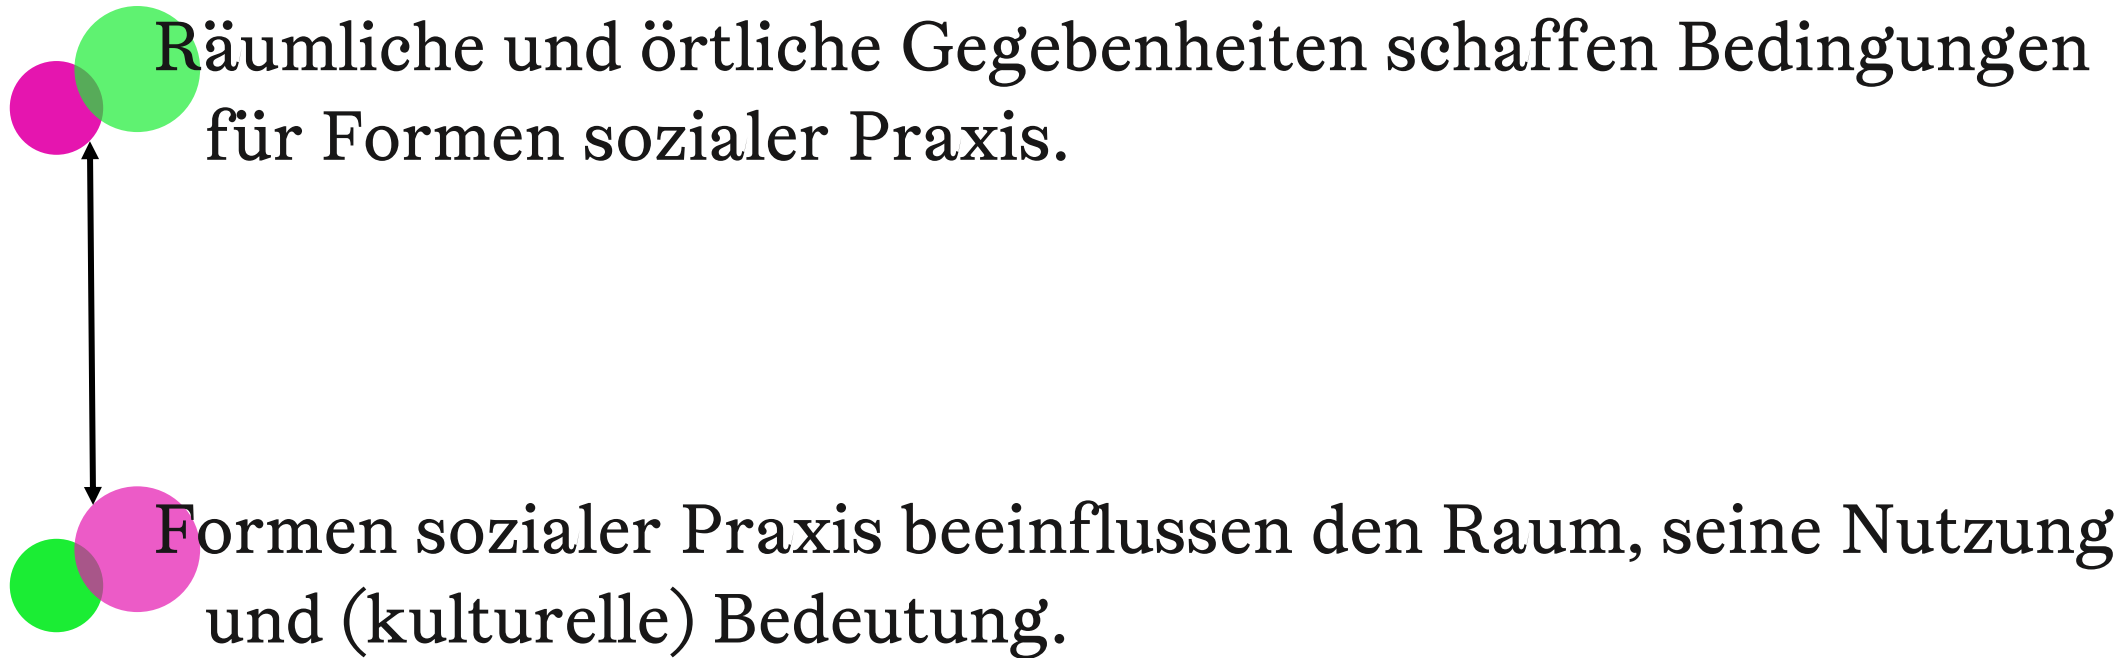 Räumliche und örtliche Gegebenheiten schaffen Bedingungen
für Formen sozialer Praxis.
Formen sozialer Praxis beeinflussen den Raum, seine Nutzung
und (kulturelle) Bedeutung.